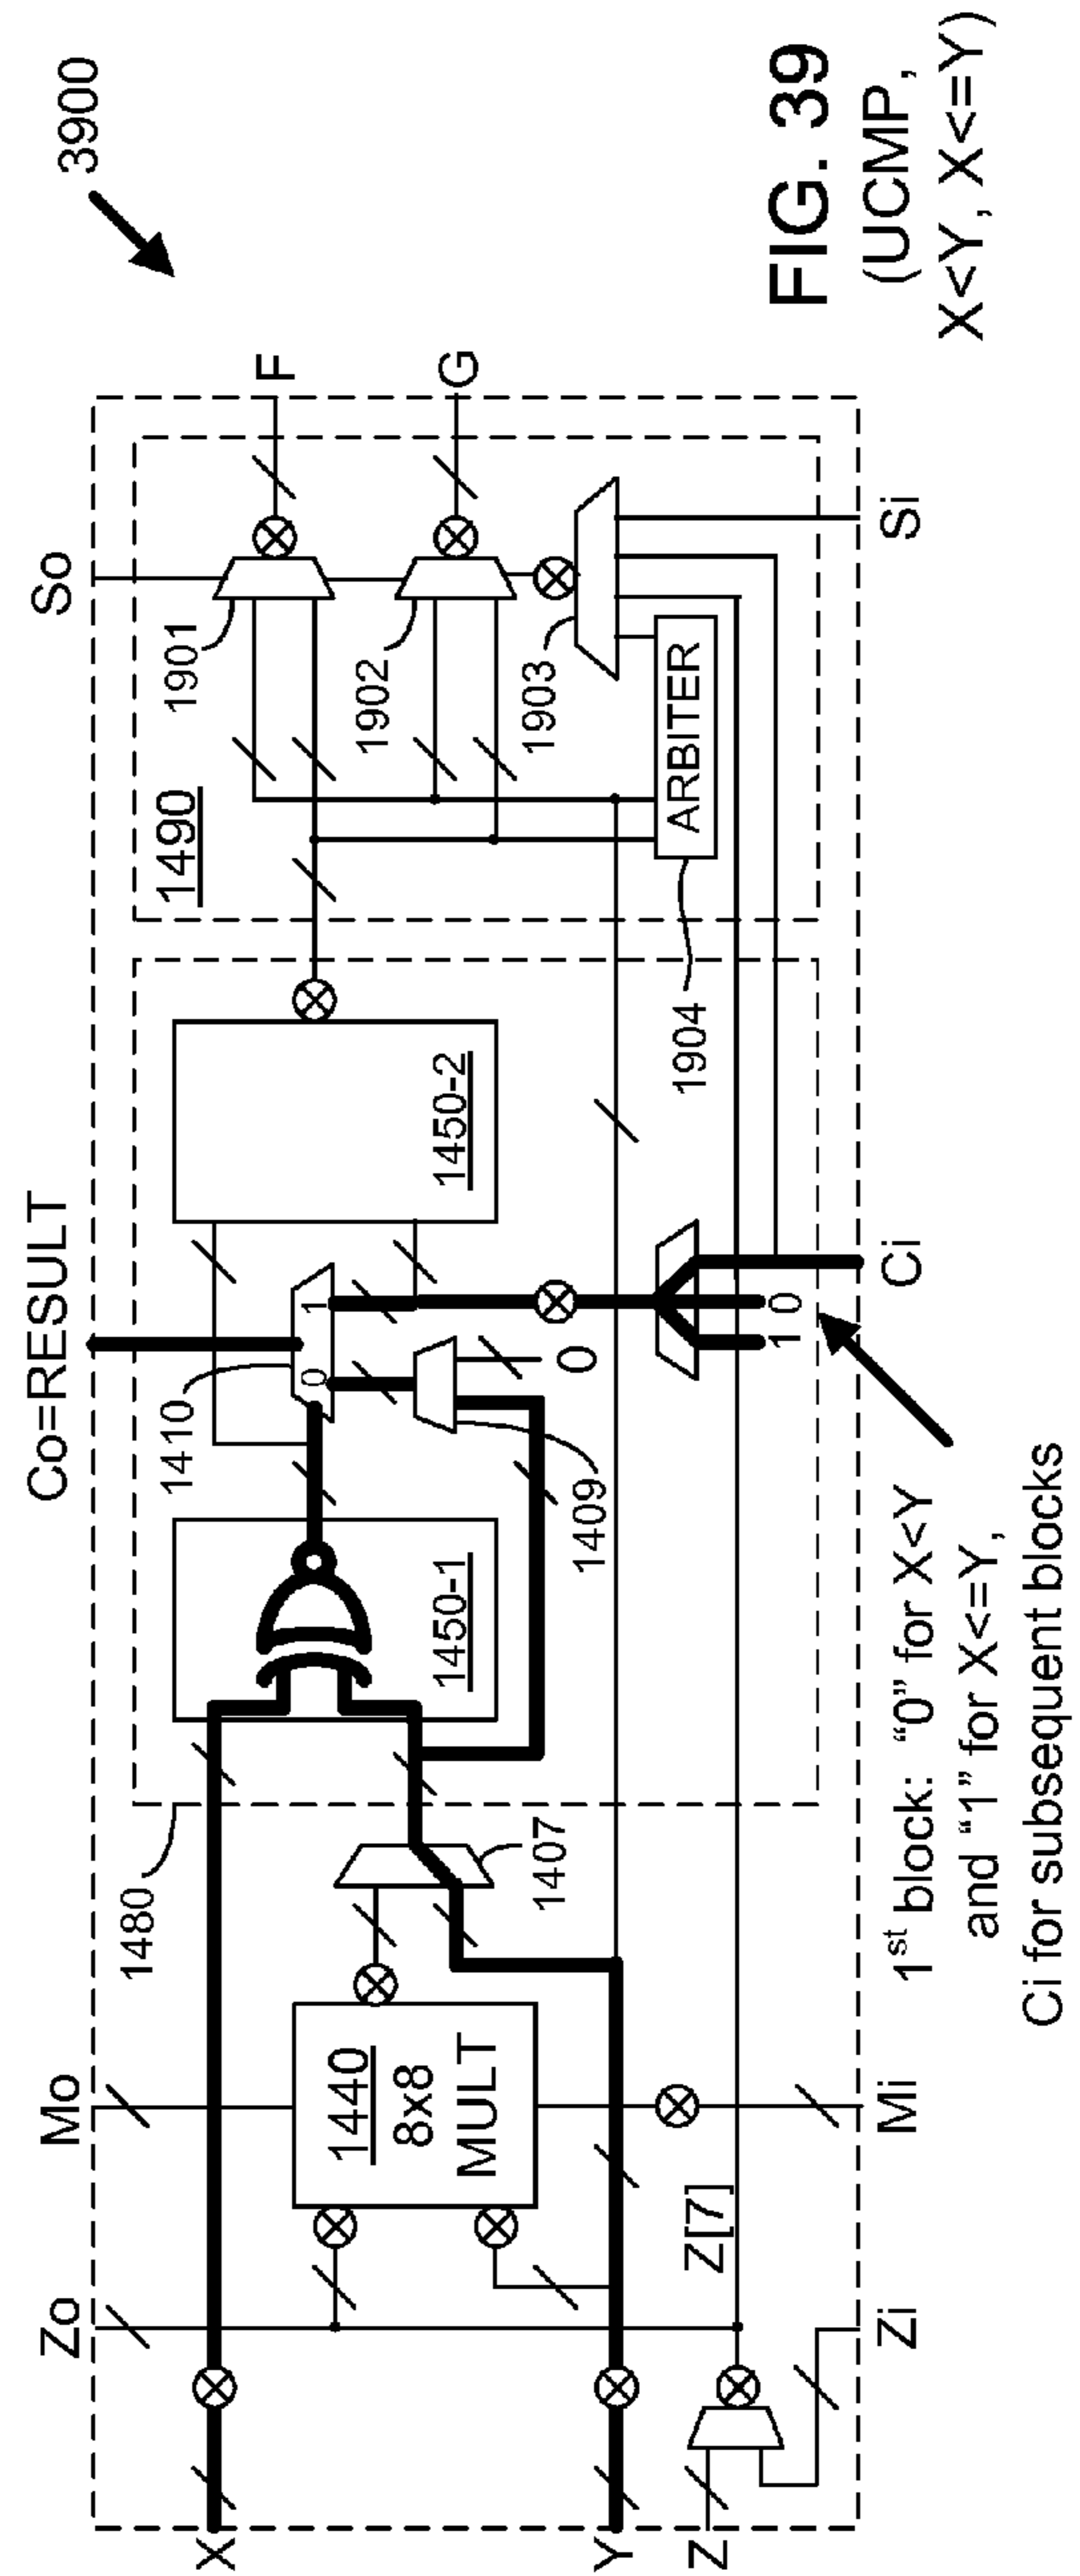 3900
Co=RESULT
Zo
Mo
So
1480
1410
1490
1901
1902
1903
F
G
X
Y
Z
1440
8x8
MULT
1407
1450-1
1409
0
1
0
1450-2
1 0
ARBITER
1904
Z[7]
Zi
Mi
Ci
Si
1st block: “0” for X<Y
and “1” for X<=Y,
Ci for subsequent blocks
FIG. 39
(UCMP,
X<Y, X<=Y)